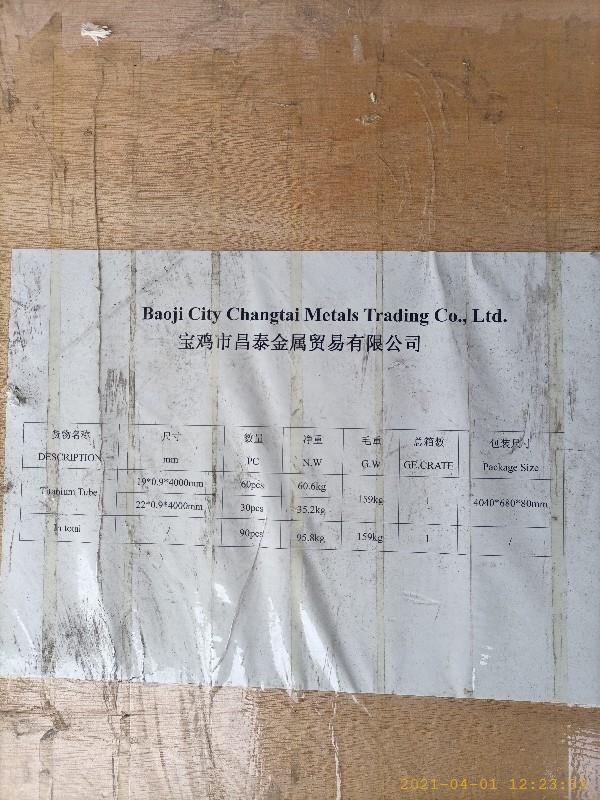 Baoji City Changtai Metals Trading Co., Ltd.
宝鸡市昌泰金属贸易有限公司
货物名称 尺寸 数量 净重 毛重 总箱数 包装尺寸
DESCRIPTION mm PC N.W G.W GE.CRATE Package Size
Titanium Tube 19*0.9*4000mm 60pcs 60.6kg 159kg 1 4040*680*80mm
22*0.9*4000mm 30pcs 35.2kg
In total / 90pcs 95.8kg 159kg 1 /
2021-04-01 12:23:53